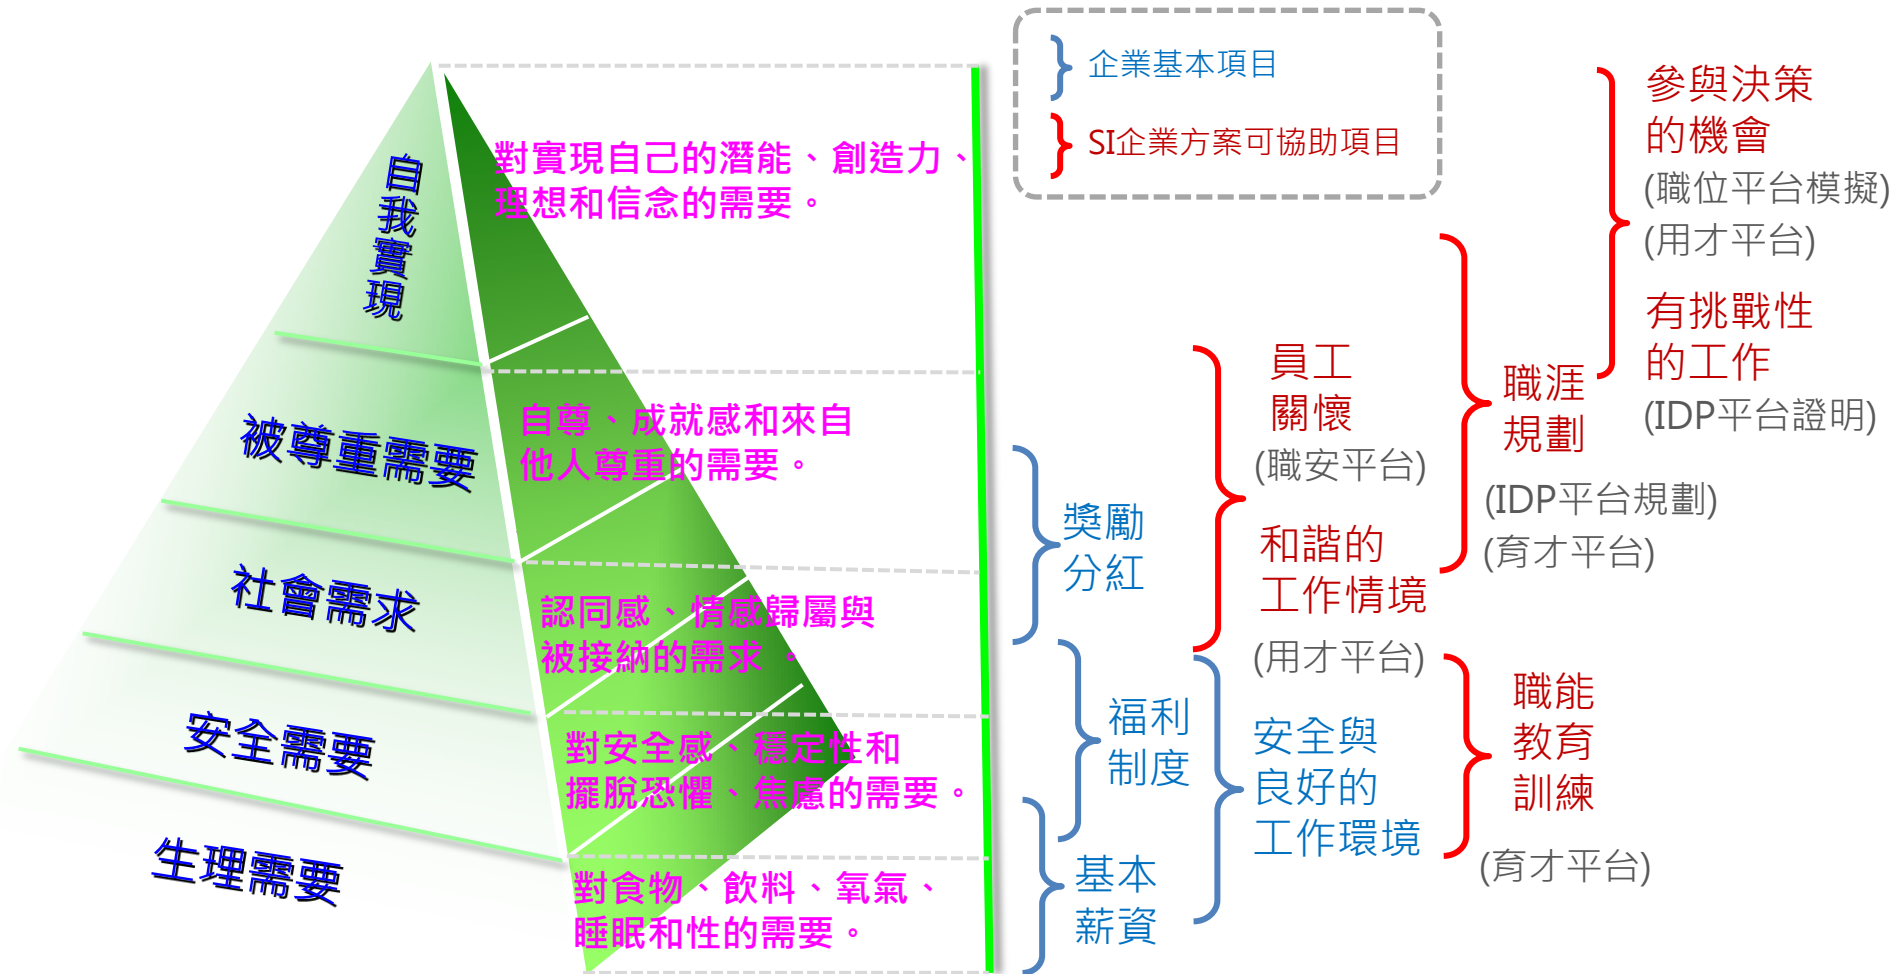 企業基本項目
SI企業方案可協助項目
自我實現
對實現自己的潛能、創造力、
理想和信念的需要。
被尊重需要
自尊、成就感和來自
他人尊重的需要。
社會需求
認同感、情感歸屬與
被接納的需求 。
安全需要
對安全感、穩定性和
擺脫恐懼、焦慮的需要。
生理需要
對食物、飲料、氧氣、
睡眠和性的需要。
獎勵
分紅
福利
制度
基本
薪資
員工
關懷
(職安平台)
和諧的
工作情境
(用才平台)
安全與
良好的
工作環境
職涯
規劃
(IDP平台規劃)
(育才平台)
職能
教育
訓練
(育才平台)
參與決策
的機會
(職位平台模擬)
(用才平台)
有挑戰性
的工作
(IDP平台證明)